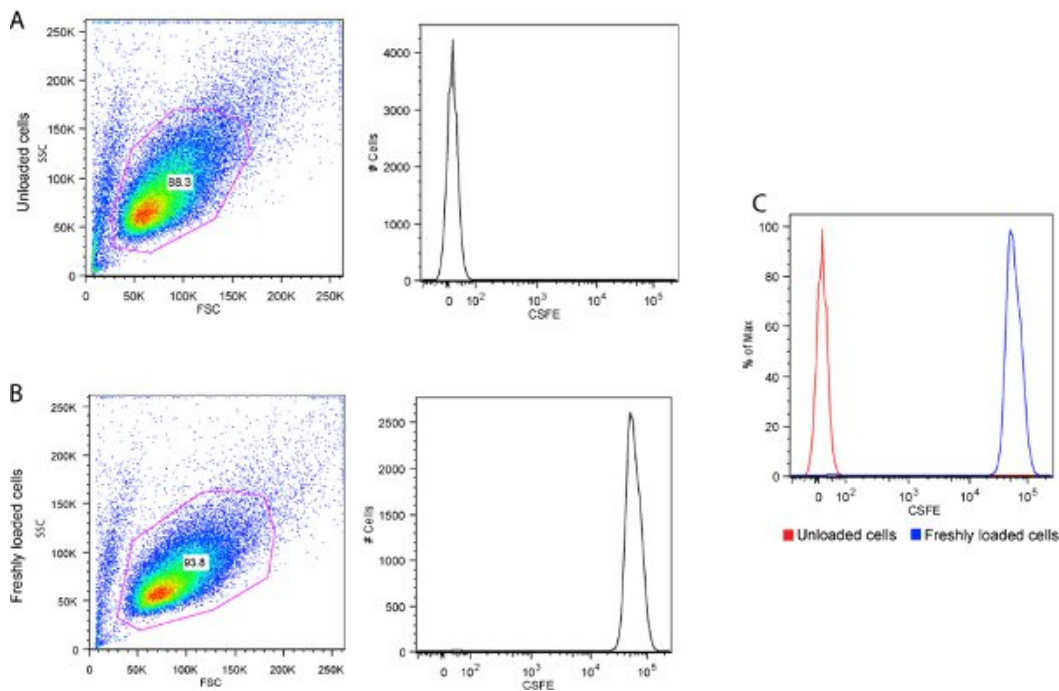 A
Unloaded cells
SSC
250K
200K
150K
100K
50K
0
88.3
0 50K 100K 150K 200K 250K
FSC
# Cells
4000
3000
2000
1000
0
0 10² 10³ 10⁴ 10⁵
CSFE
B
Freshly loaded cells
SSC
250K
200K
150K
100K
50K
0
93.8
0 50K 100K 150K 200K 250K
FSC
# Cells
2500
2000
1500
1000
500
0
0 10² 10³ 10⁴ 10⁵
CSFE
C
% of Max
100
80
60
40
20
0
0 10² 10³ 10⁴ 10⁵
CSFE
Unloaded cells Freshly loaded cells